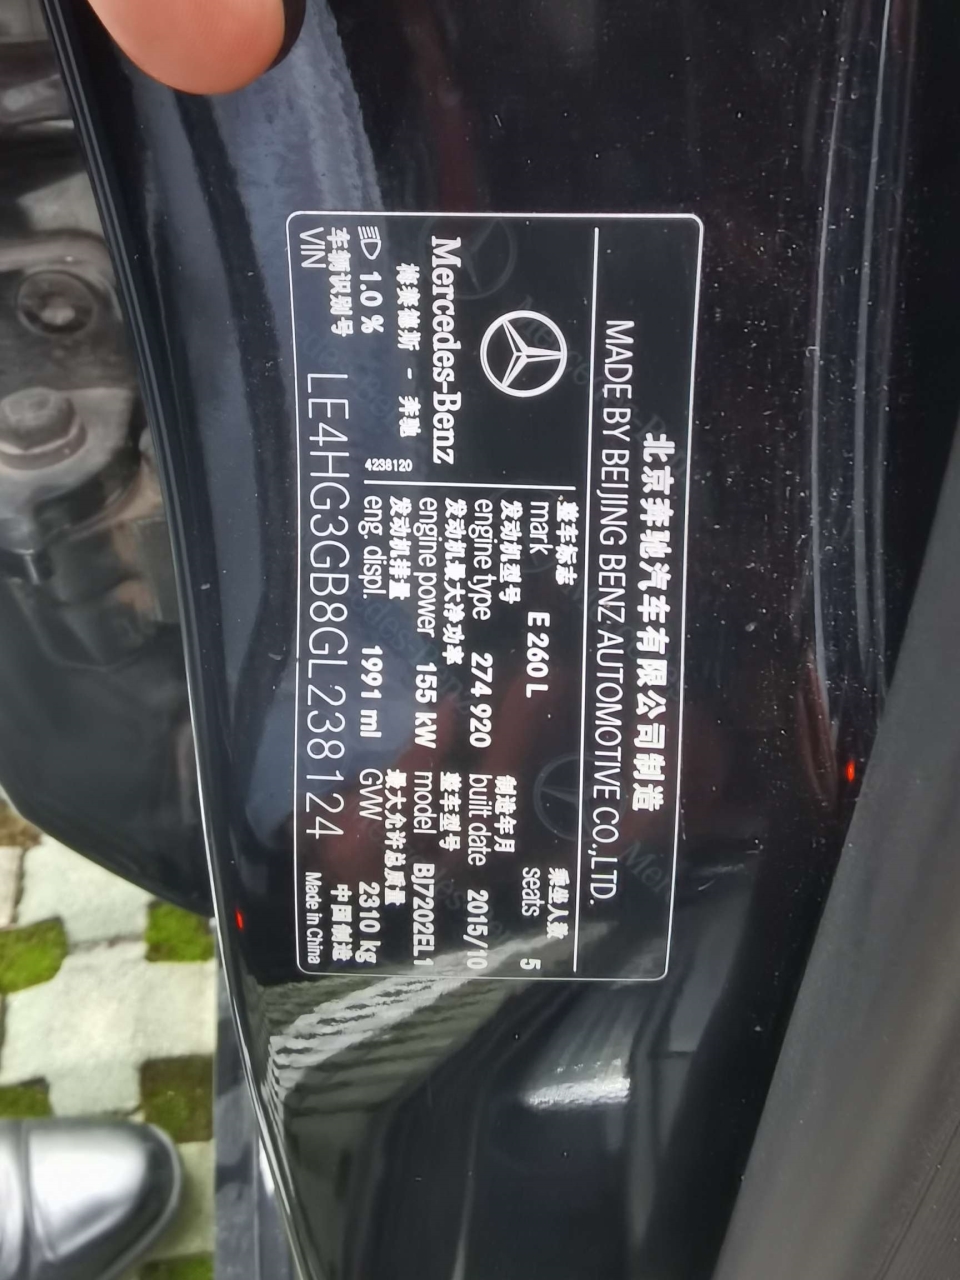 北京奔驰汽车有限公司制造
MADE BY BEIJING BENZ AUTOMOTIVE CO.,LTD.
Mercedes-Benz
梅赛德斯 - 奔驰
1.0 %
4238120
整车标志 乘坐人数
mark E 260 L seats 5
发动机型号 制造年月
engine type 274 920 built date 2015/10
发动机最大净功率 整车型号
engine power 155 kW model BJ7202EL1
发动机排量 最大允许总质量
eng. displ. 1991 ml GVW 2310 kg
车辆识别号 中国制造
VIN LE4HG3GB8GL238124 Made in China